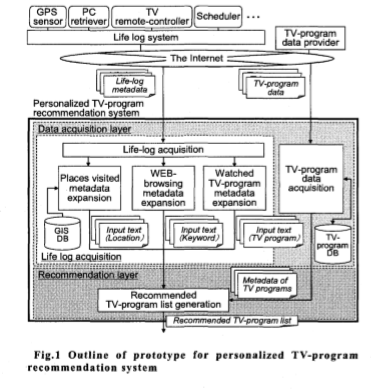 GPS sensor
PC retriever
TV remote-controller
Scheduler
...
Life log system
TV-program data provider
The Internet
Life-log metadata
TV-program data
Personalized TV-program recommendation system
Data acquisition layer
Life-log acquisition
Places visited metadata expansion
WEB-browsing metadata expansion
Watched TV-program metadata expansion
TV-program data acquisition
GIS DB
Input text (Location)
Input text (Keyword)
Input text (TV program)
TV-program DB
Life log acquisition
Recommendation layer
Metadata of TV programs
Recommended TV-program list generation
Recommended TV-program list
Fig.1 Outline of prototype for personalized TV-program
recommendation system